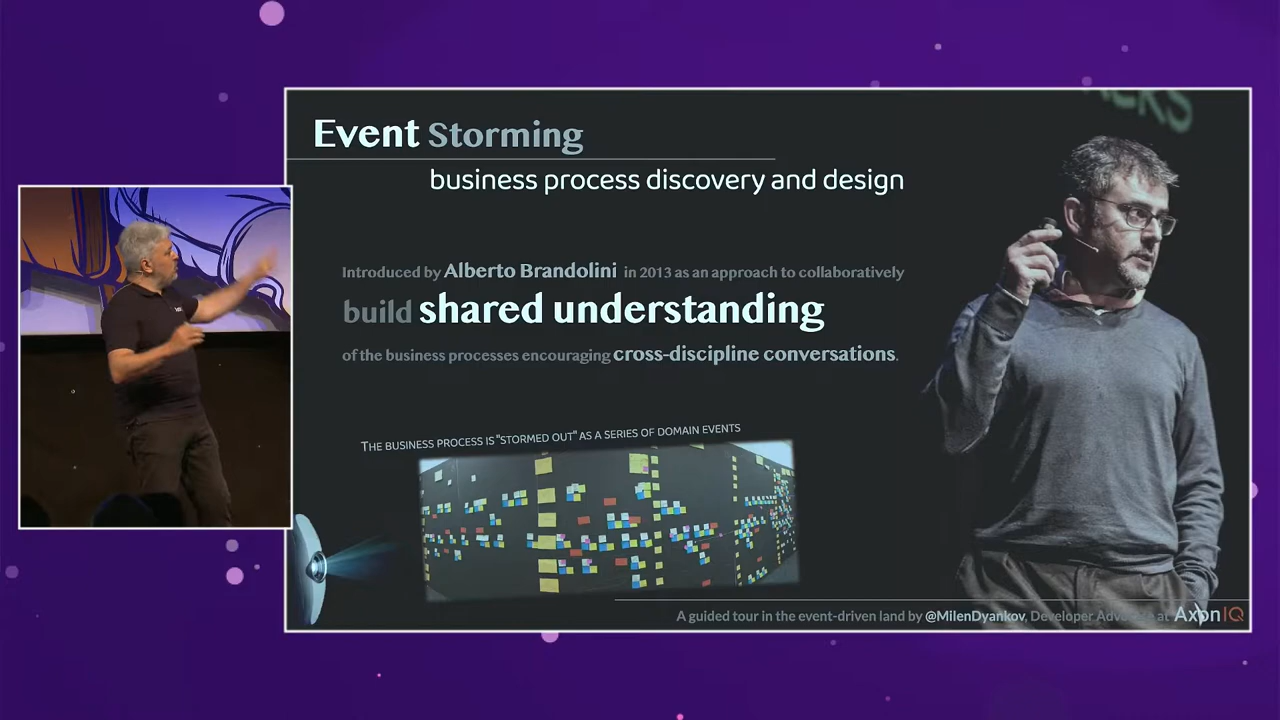 Event Storming
business process discovery and design
Introduced by Alberto Brandolini in 2013 as an approach to collaboratively
build shared understanding
of the business processes encouraging cross-discipline conversations.
THE BUSINESS PROCESS IS "STORMED OUT" AS A SERIES OF DOMAIN EVENTS
A guided tour in the event-driven land by @MilenDyankov, Developer Advocate at AxonIQ